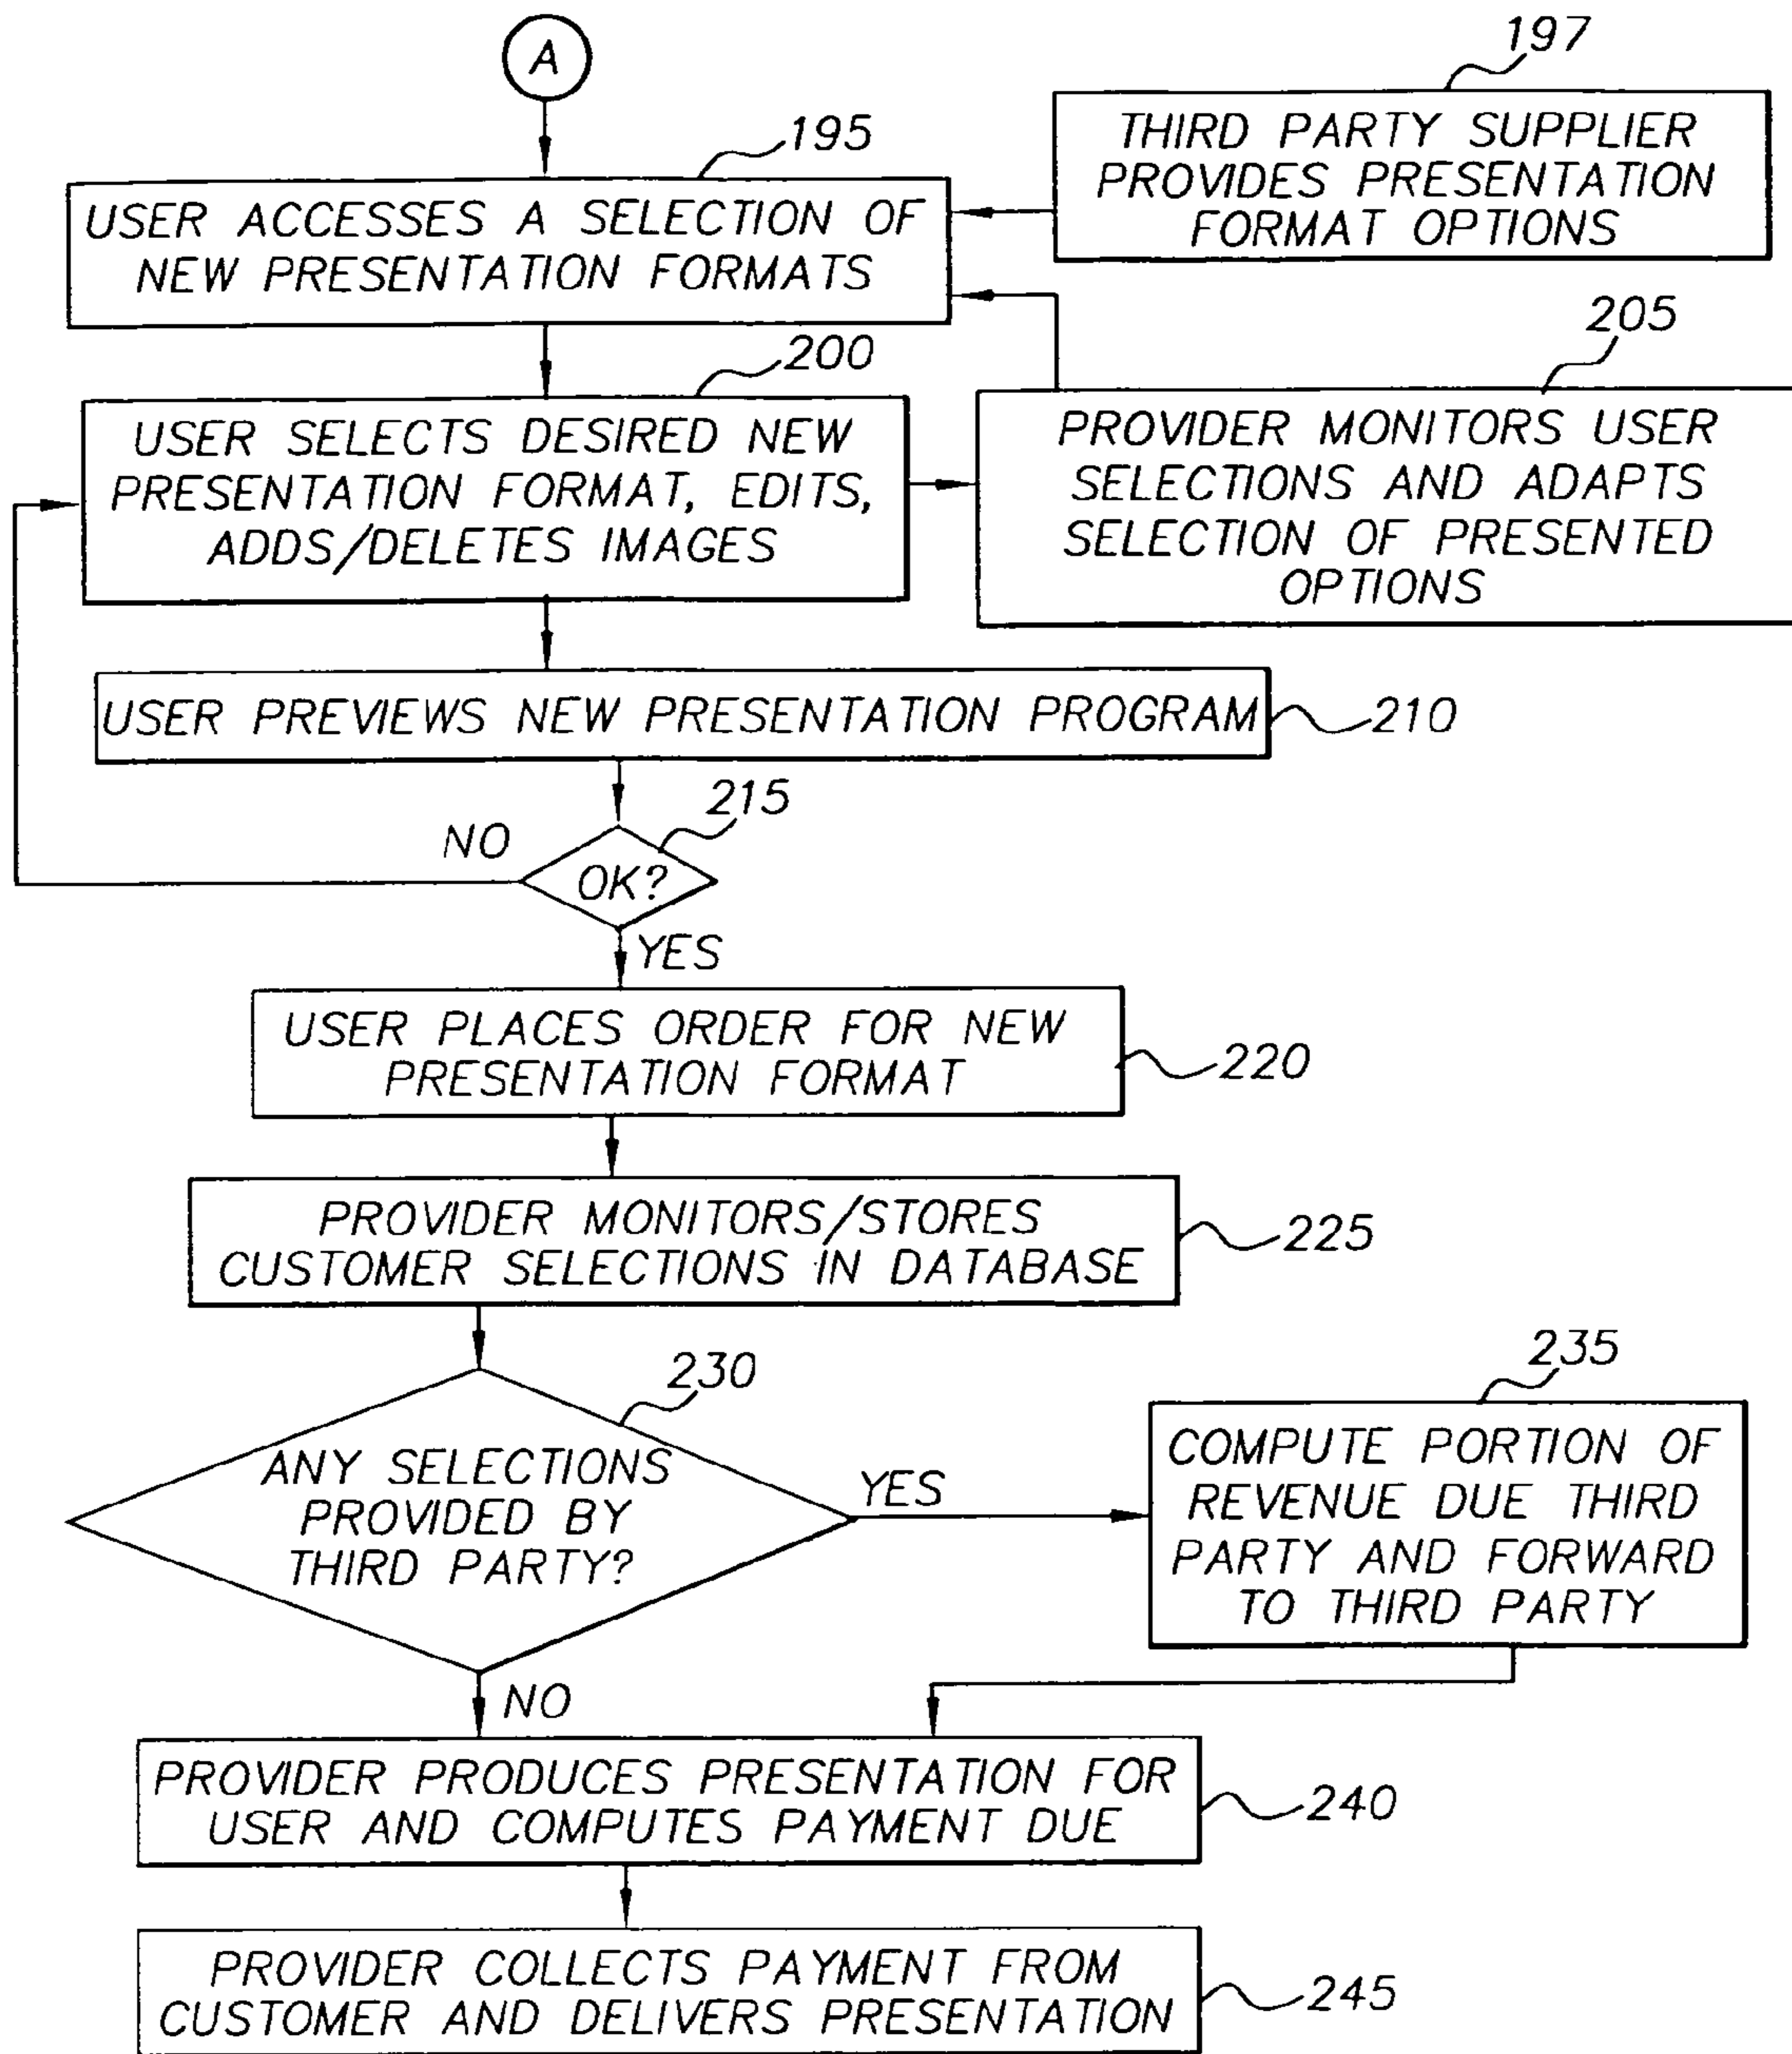 A
197
THIRD PARTY SUPPLIER
PROVIDES PRESENTATION
FORMAT OPTIONS
195
USER ACCESSES A SELECTION OF
NEW PRESENTATION FORMATS
200
USER SELECTS DESIRED NEW
PRESENTATION FORMAT, EDITS,
ADDS/DELETES IMAGES
205
PROVIDER MONITORS USER
SELECTIONS AND ADAPTS
SELECTION OF PRESENTED
OPTIONS
USER PREVIEWS NEW PRESENTATION PROGRAM
210
215
OK?
NO
YES
USER PLACES ORDER FOR NEW
PRESENTATION FORMAT
220
PROVIDER MONITORS/STORES
CUSTOMER SELECTIONS IN DATABASE
225
230
ANY SELECTIONS
PROVIDED BY
THIRD PARTY?
YES
NO
235
COMPUTE PORTION OF
REVENUE DUE THIRD
PARTY AND FORWARD
TO THIRD PARTY
PROVIDER PRODUCES PRESENTATION FOR
USER AND COMPUTES PAYMENT DUE
240
PROVIDER COLLECTS PAYMENT FROM
CUSTOMER AND DELIVERS PRESENTATION
245